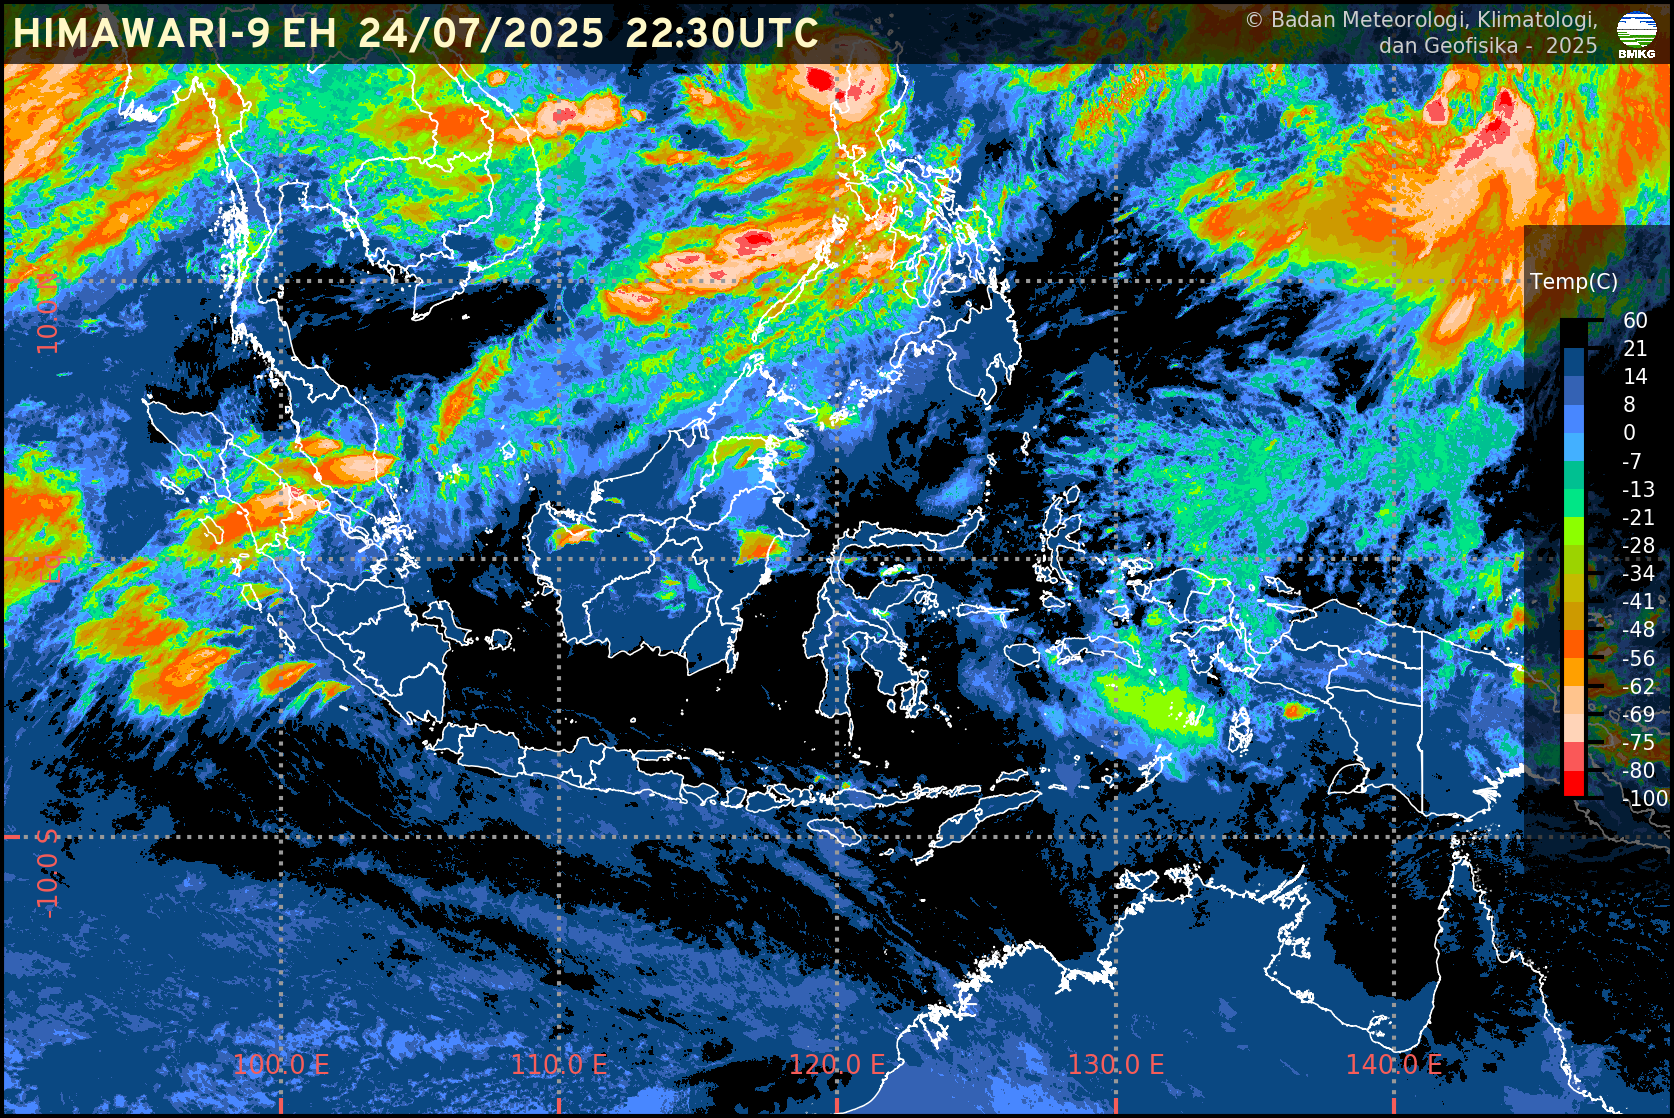 HIMAWARI-9 EH 24/07/2025 22:30UTC
© Badan Meteorologi, Klimatologi,
dan Geofisika - 2025
BMKG
Temp(C)
60
21
14
8
0
-7
-13
-21
-28
-34
-41
-48
-56
-62
-69
-75
-80
-100
10.0 N
EQ
-10.0 S
100.0 E
110.0 E
120.0 E
130.0 E
140.0 E